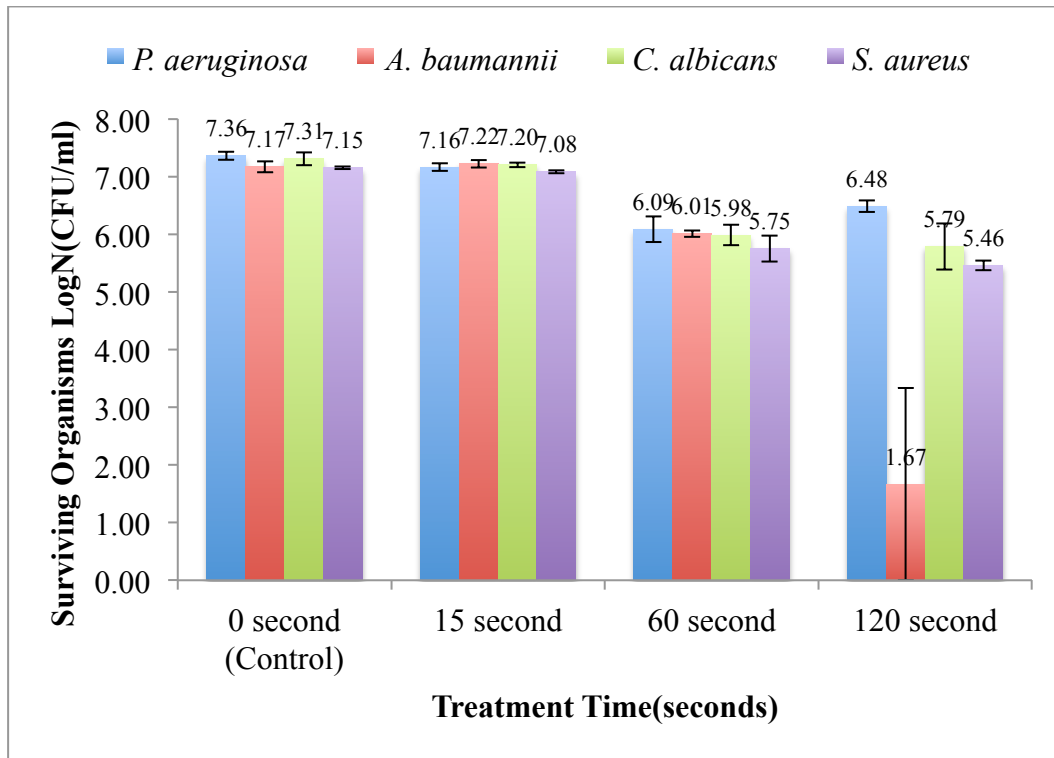 P. aeruginosa A. baumannii C. albicans S. aureus
Surviving Organisms LogN(CFU/ml)
8.00
7.00
6.00
5.00
4.00
3.00
2.00
1.00
0.00
7.36 7.17 7.31 7.15
7.16 7.22 7.20 7.08
6.09 6.01 5.98 5.75
6.48 1.67 5.79 5.46
0 second
(Control)
15 second
60 second
120 second
Treatment Time(seconds)